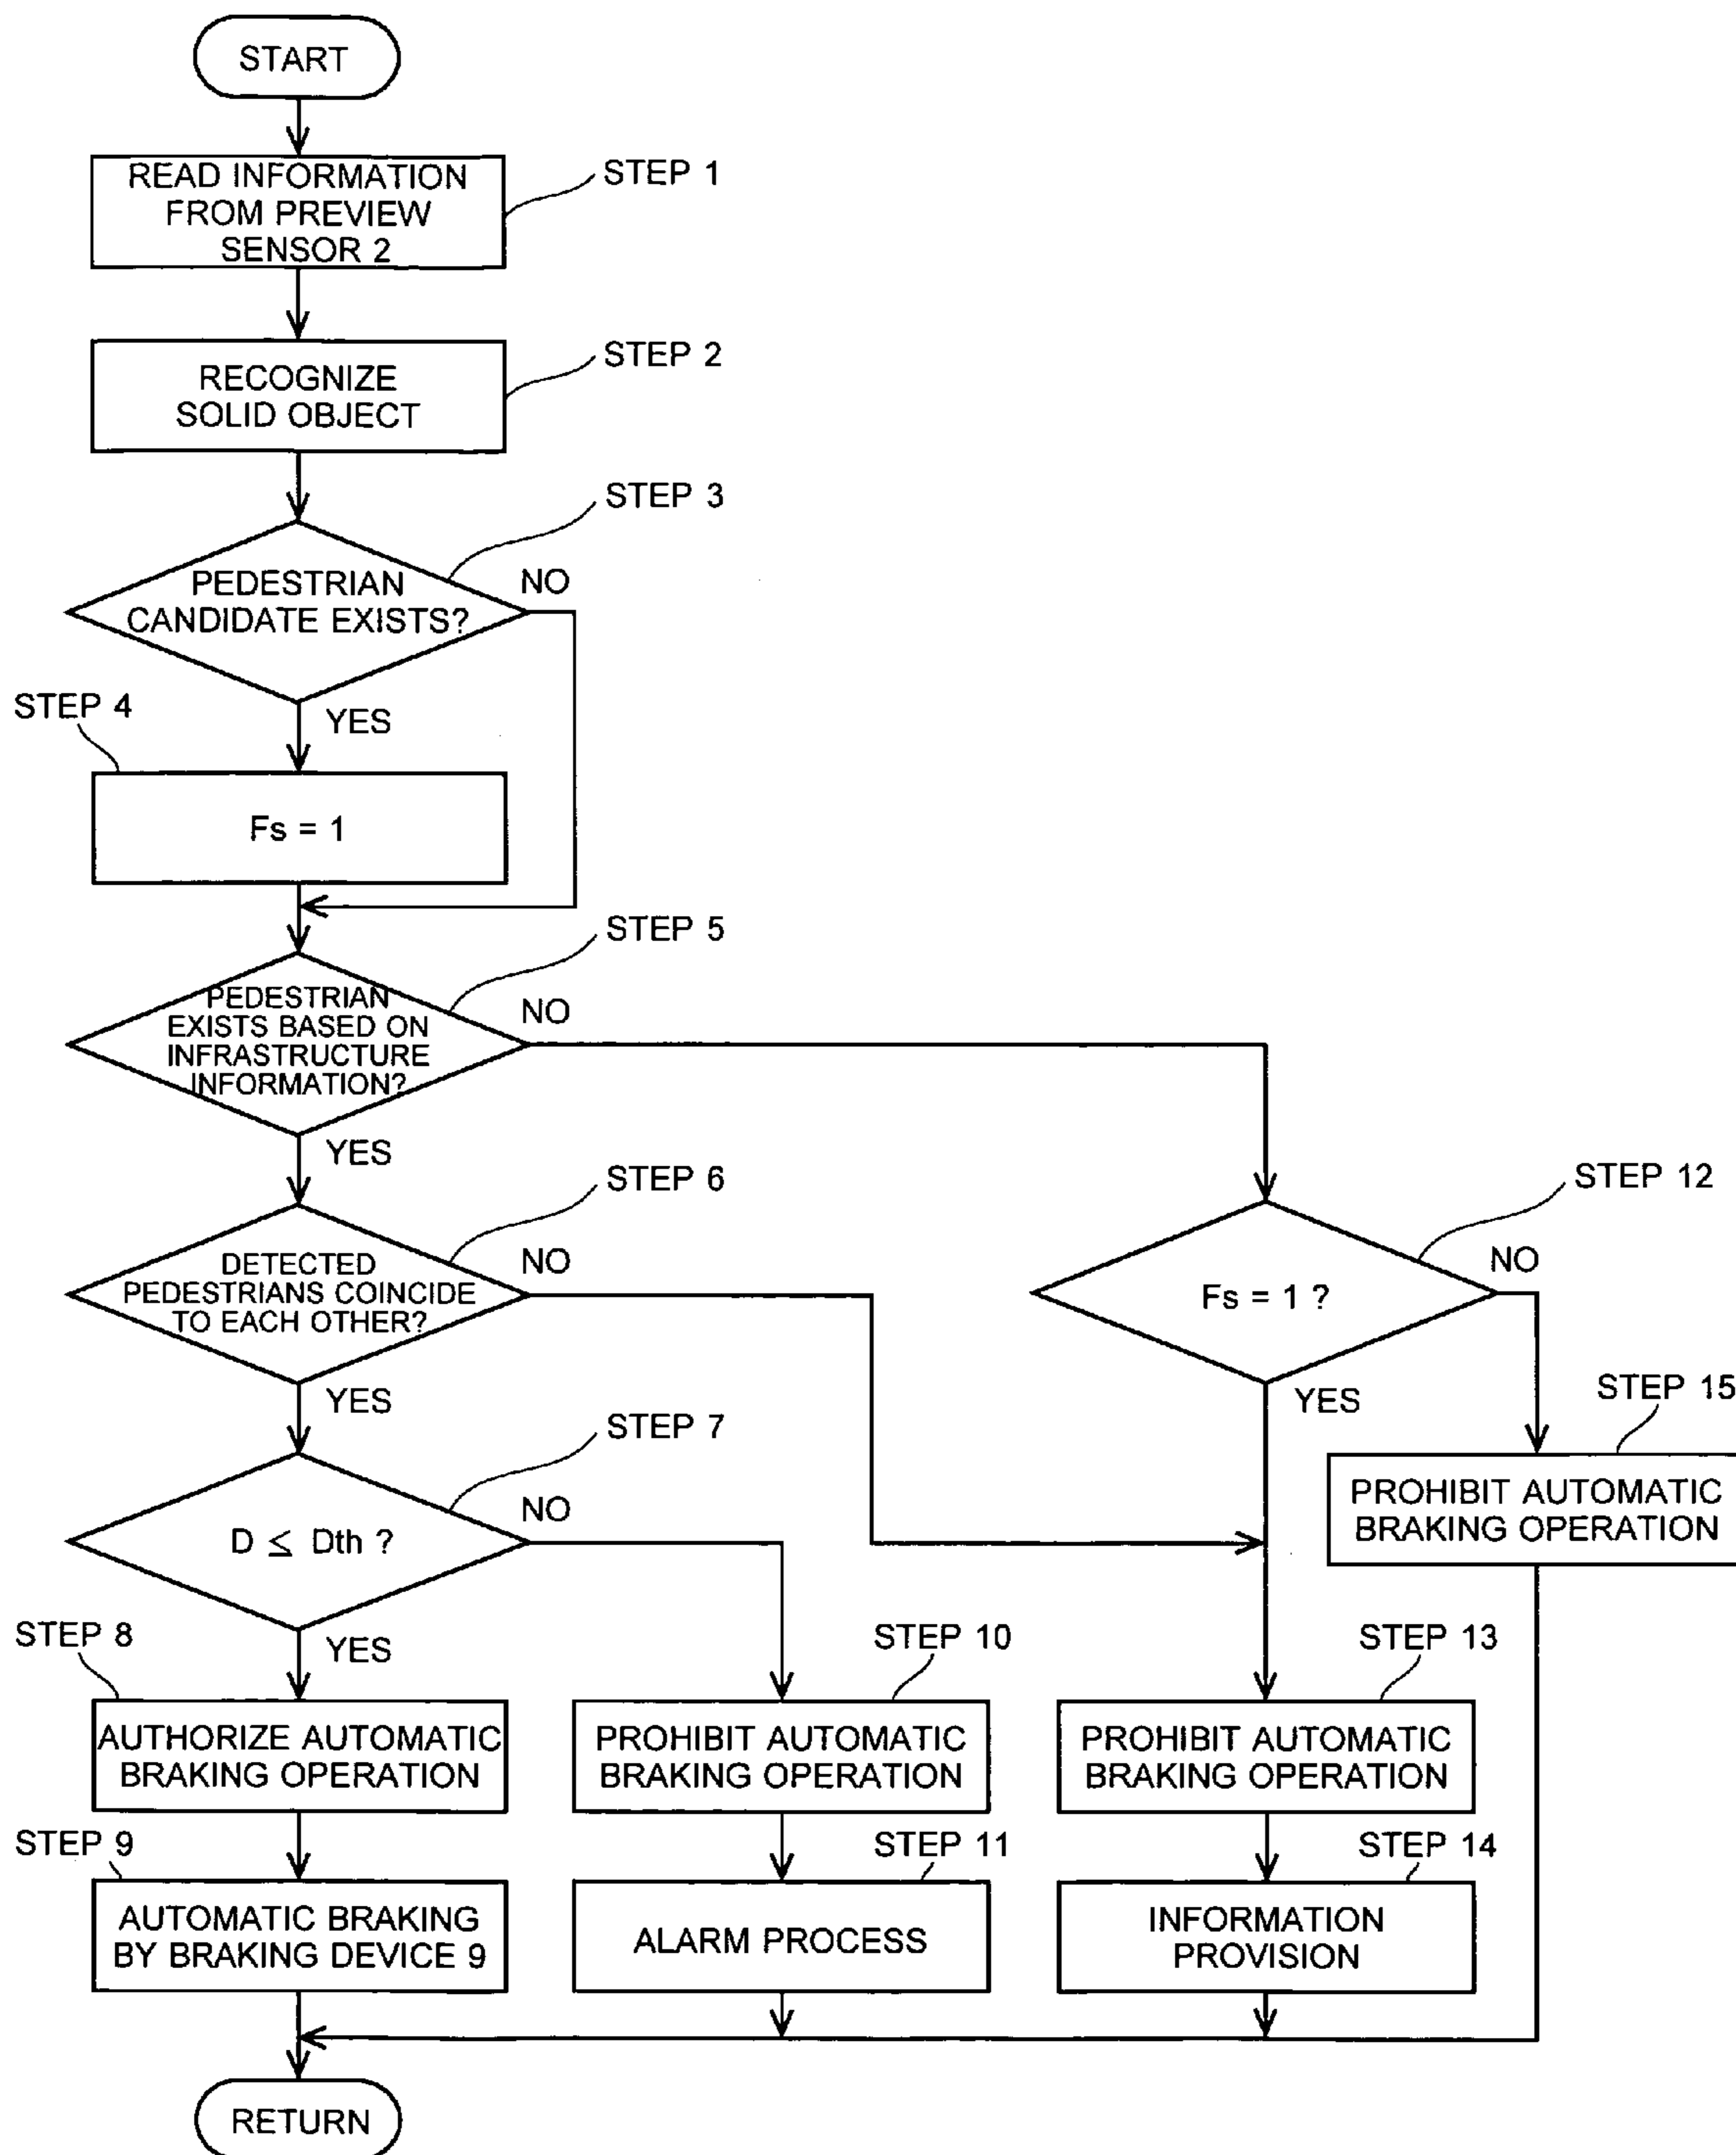 START
READ INFORMATION
FROM PREVIEW
SENSOR 2
STEP 1
RECOGNIZE
SOLID OBJECT
STEP 2
STEP 3
PEDESTRIAN
CANDIDATE EXISTS?
NO
YES
STEP 4
Fs = 1
STEP 5
PEDESTRIAN
EXISTS BASED ON
INFRASTRUCTURE
INFORMATION?
NO
YES
STEP 6
DETECTED
PEDESTRIANS COINCIDE
TO EACH OTHER?
NO
YES
STEP 12
Fs = 1 ?
NO
YES
STEP 15
PROHIBIT AUTOMATIC
BRAKING OPERATION
STEP 7
D ≤ Dth ?
NO
YES
STEP 8
AUTHORIZE AUTOMATIC
BRAKING OPERATION
STEP 10
PROHIBIT AUTOMATIC
BRAKING OPERATION
STEP 13
PROHIBIT AUTOMATIC
BRAKING OPERATION
STEP 9
AUTOMATIC BRAKING
BY BRAKING DEVICE 9
STEP 11
ALARM PROCESS
STEP 14
INFORMATION
PROVISION
RETURN